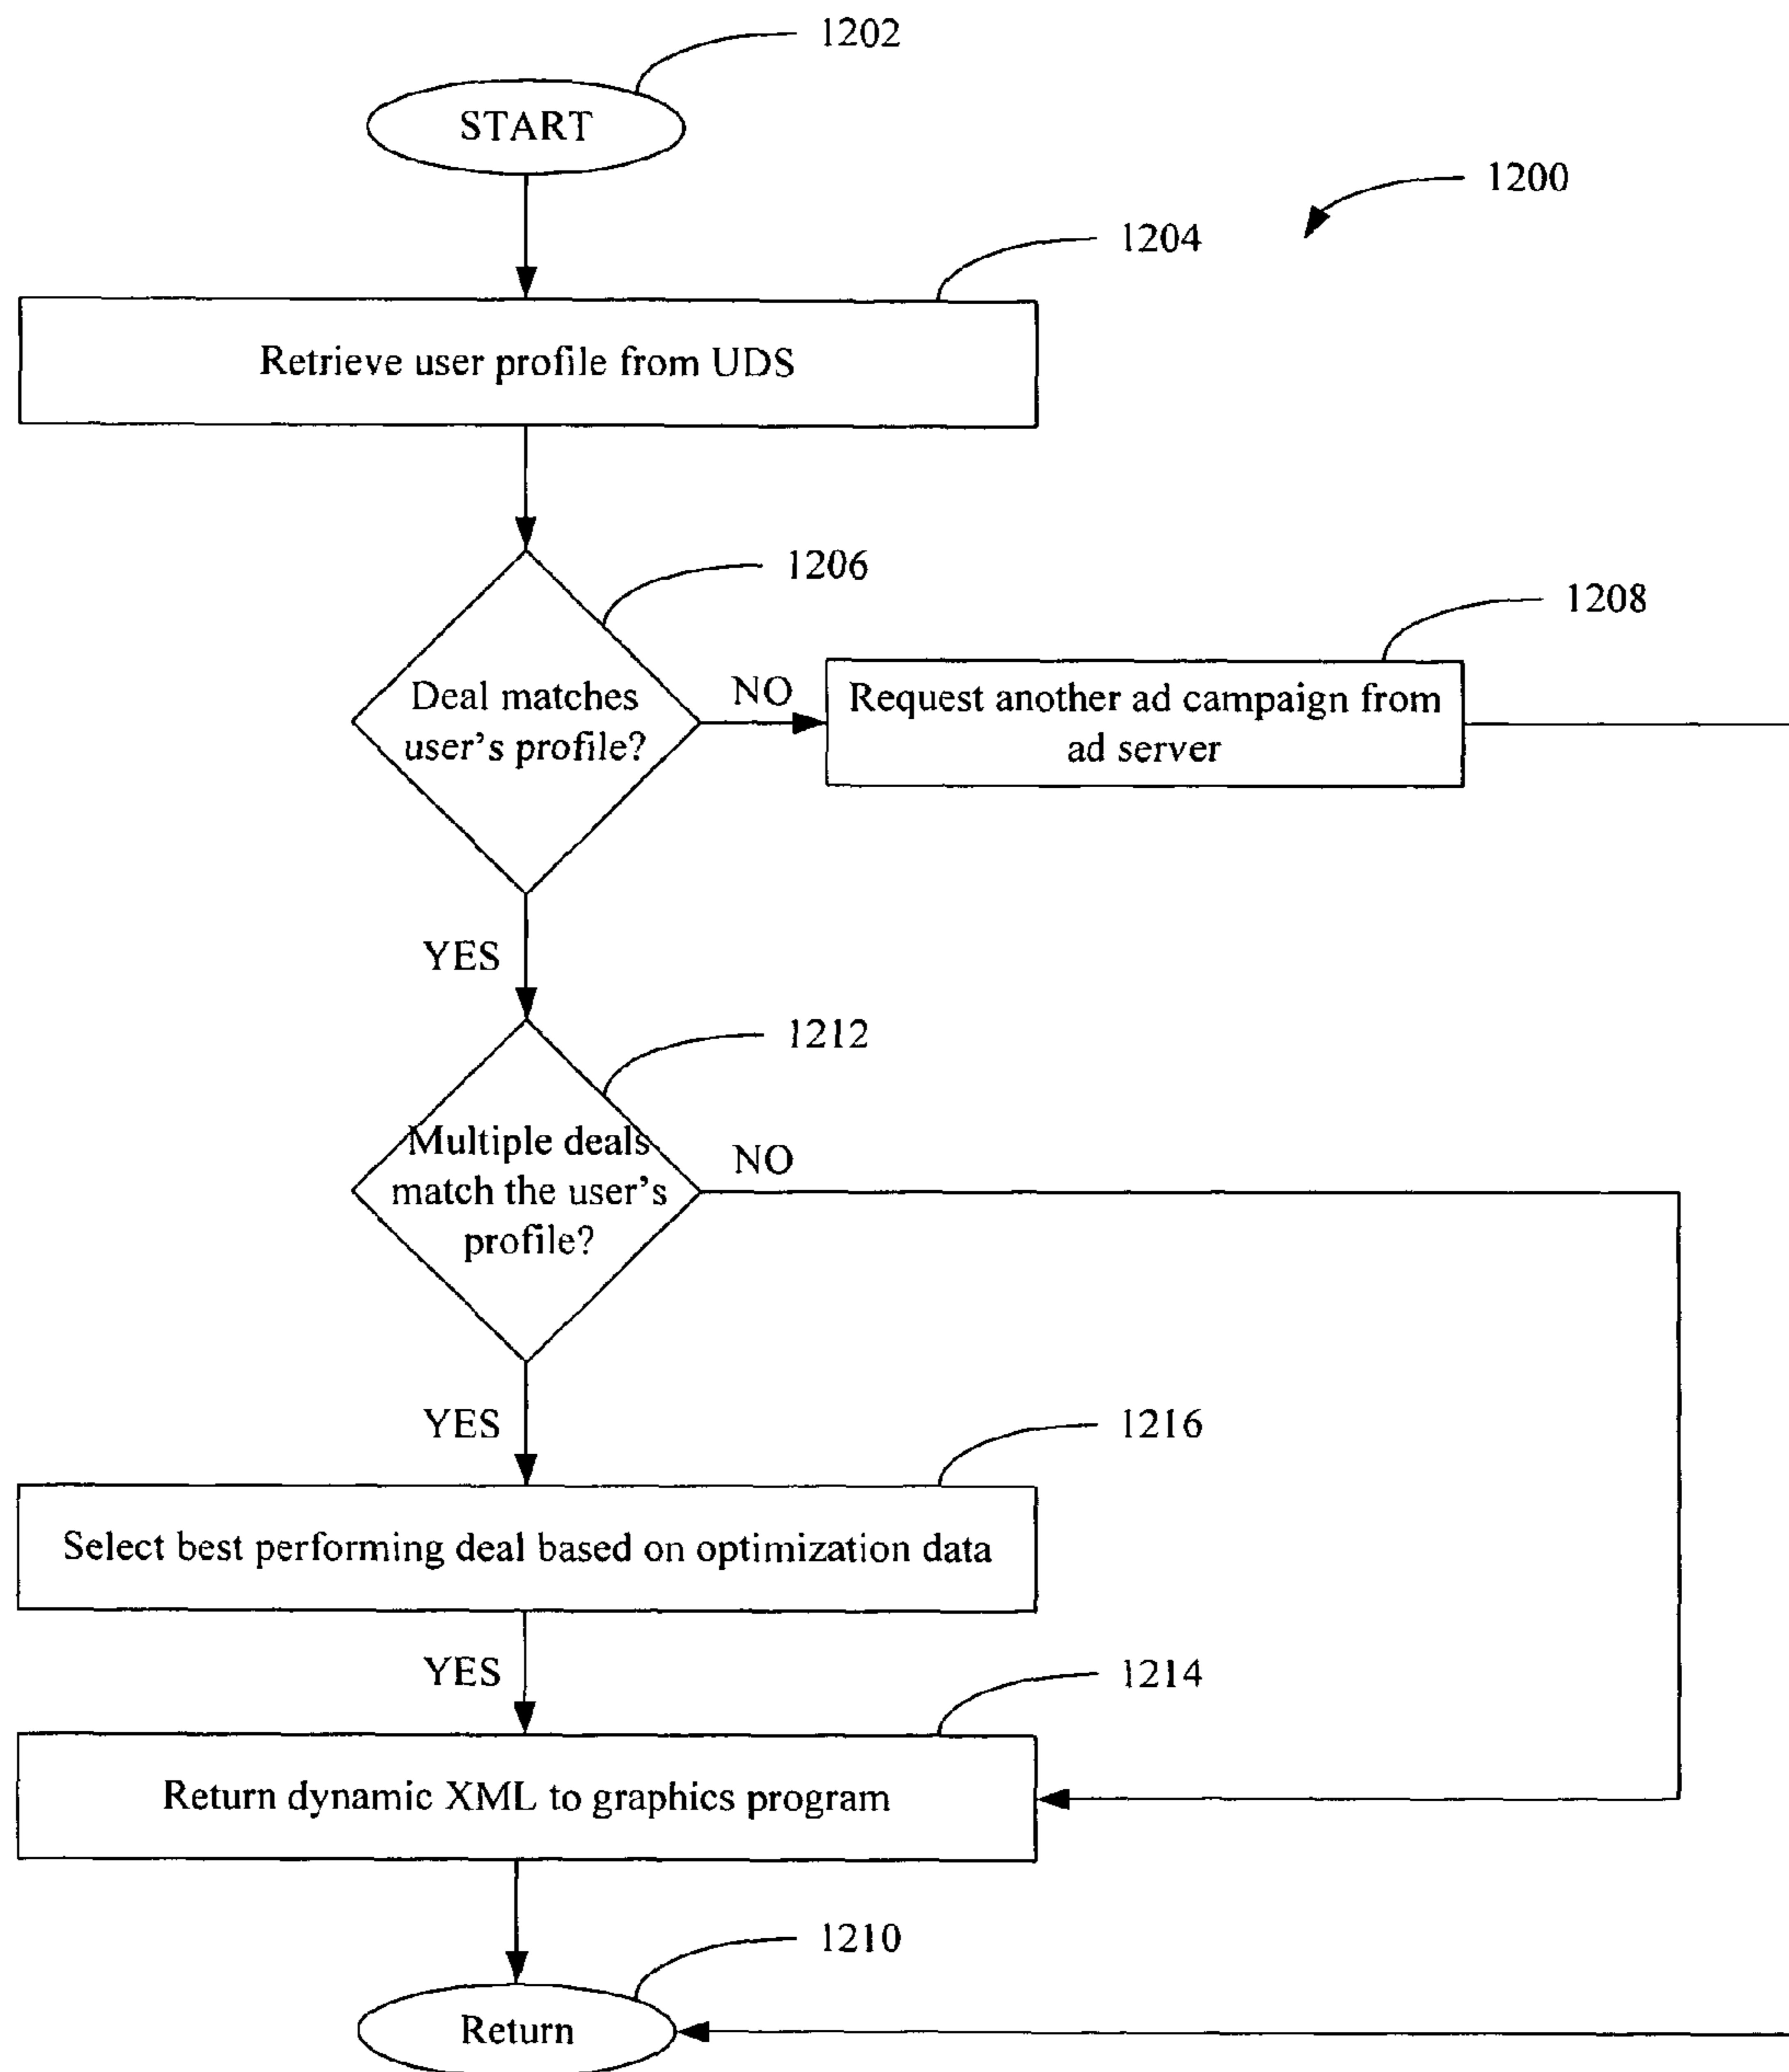 1202
START
1200
1204
Retrieve user profile from UDS
1206
1208
Deal matches
user's profile?
NO
Request another ad campaign from
ad server
YES
1212
Multiple deals
match the user's
profile?
NO
YES
1216
Select best performing deal based on optimization data
YES
1214
Return dynamic XML to graphics program
1210
Return